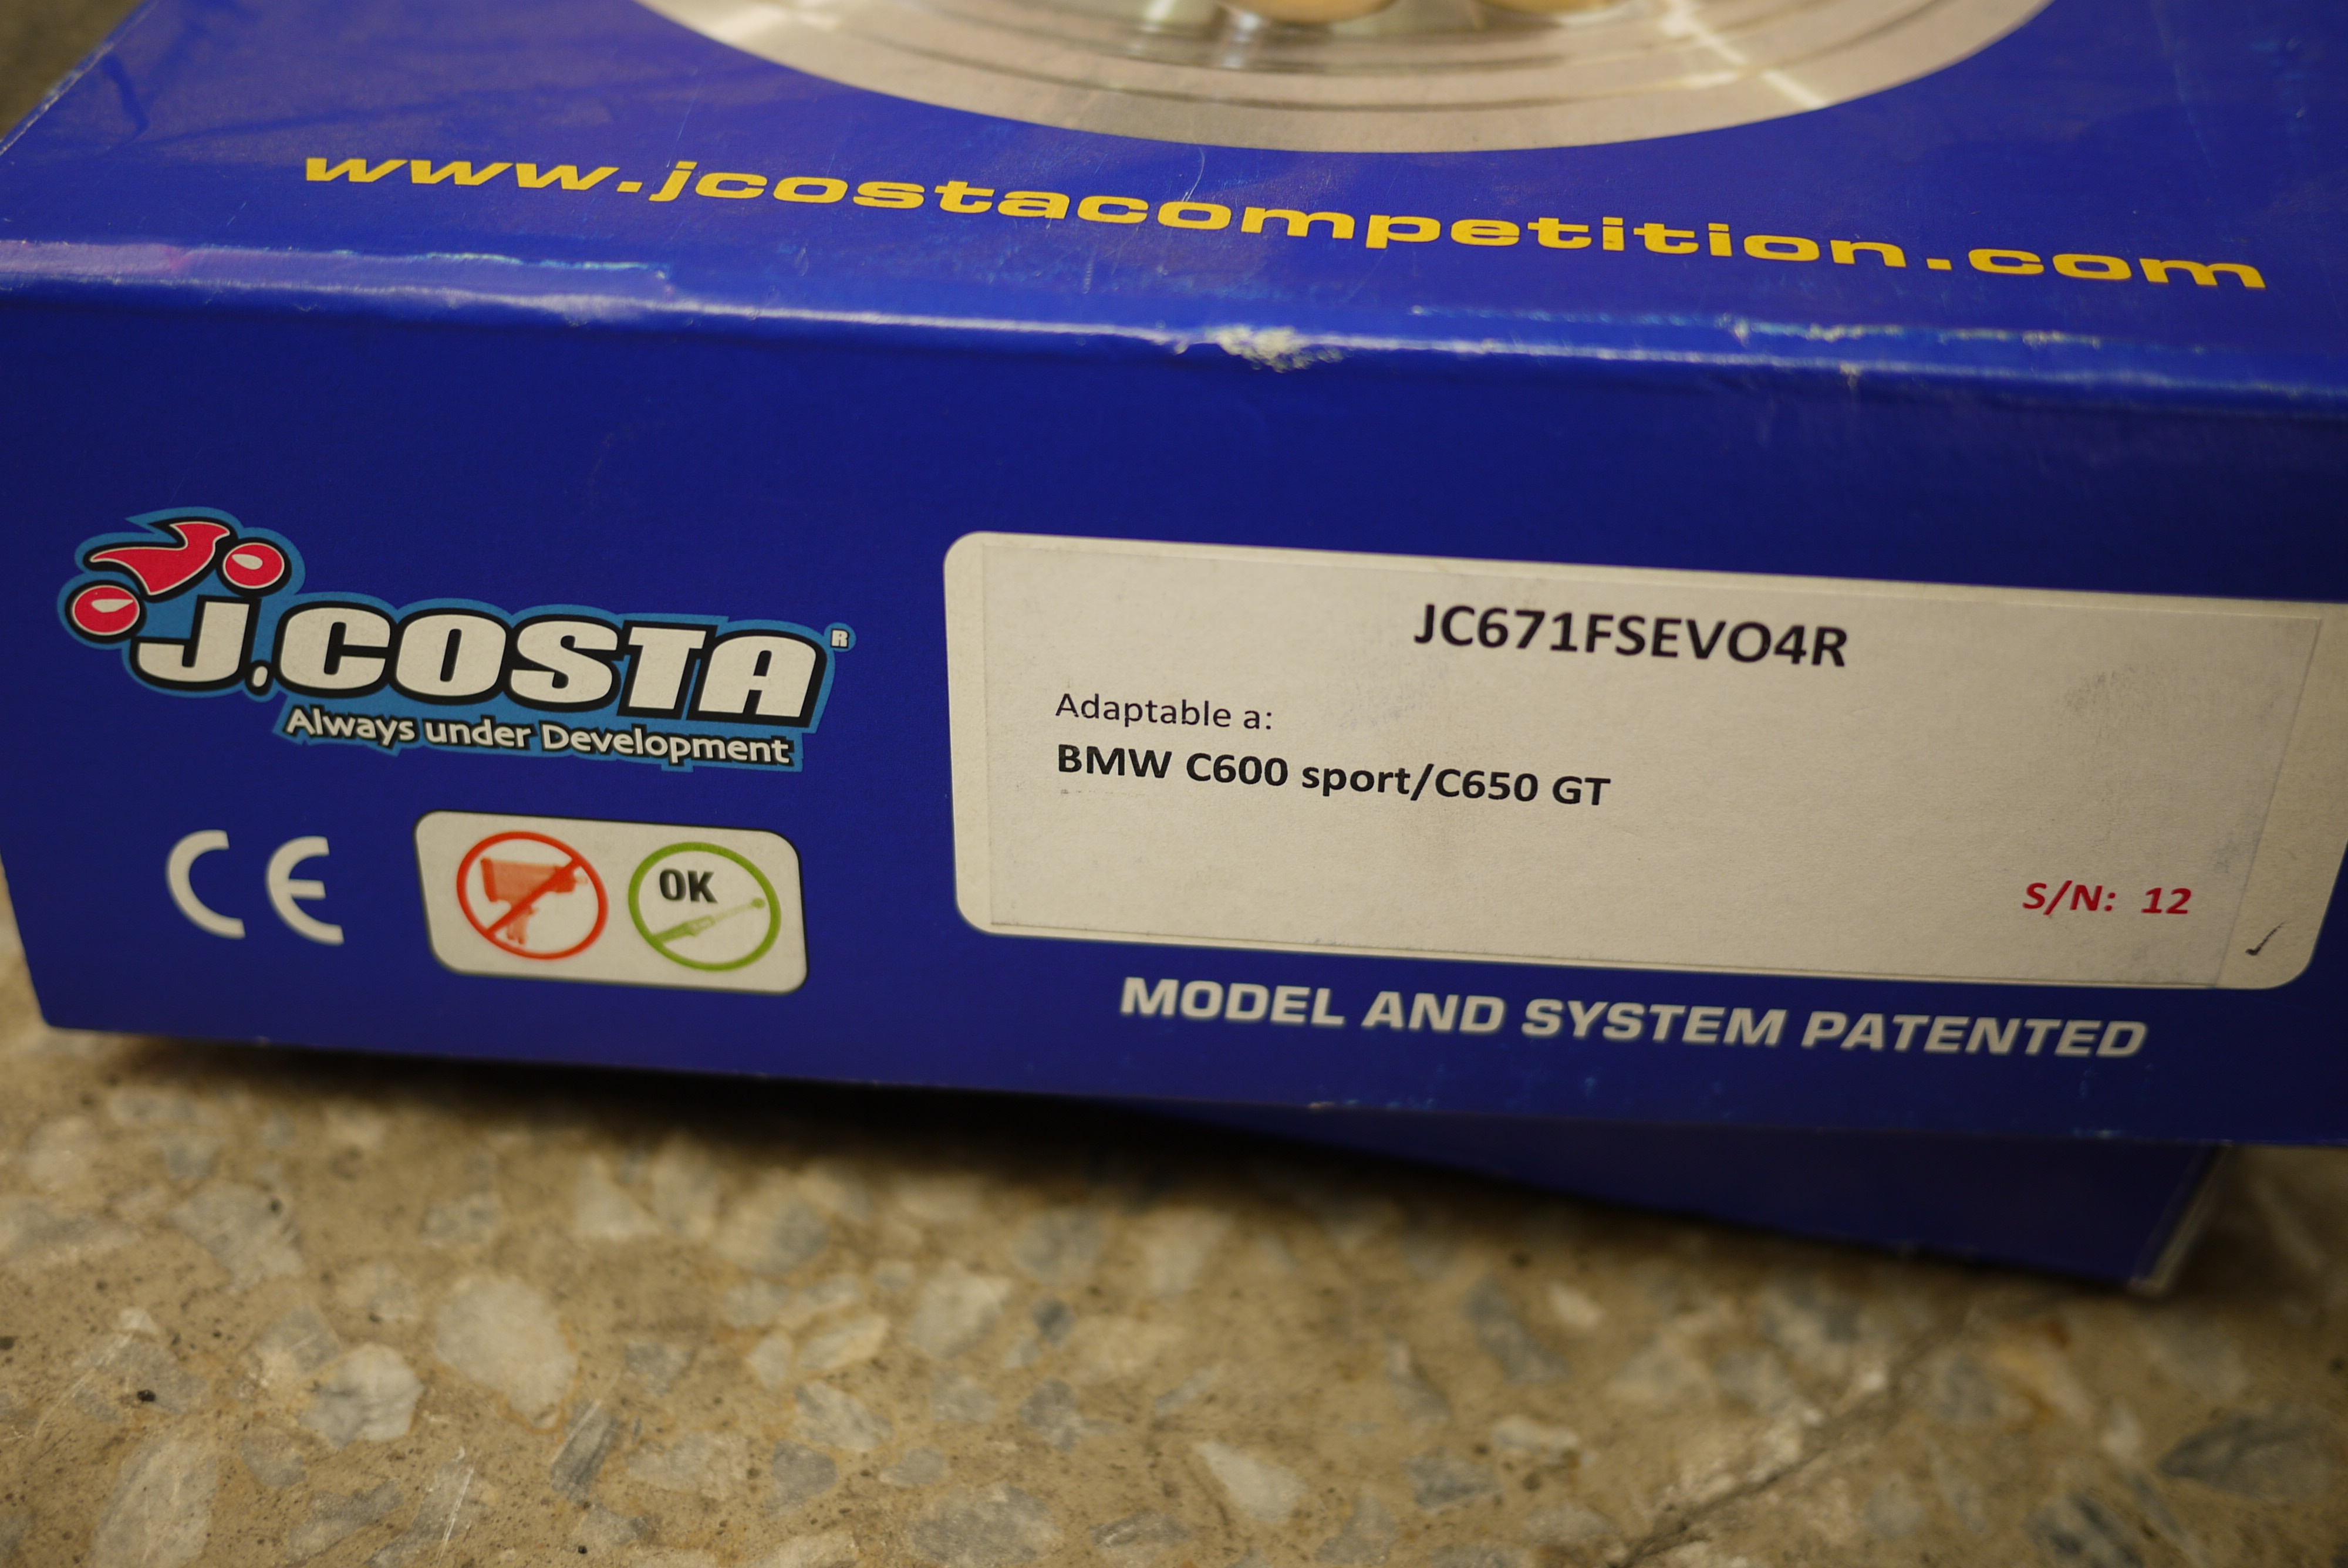 www.jcostacompetition.com
J.COSTA®
Always under Development
CE
OK
JC671FSEVO4R
Adaptable a:
BMW C600 sport/C650 GT
S/N: 12
MODEL AND SYSTEM PATENTED